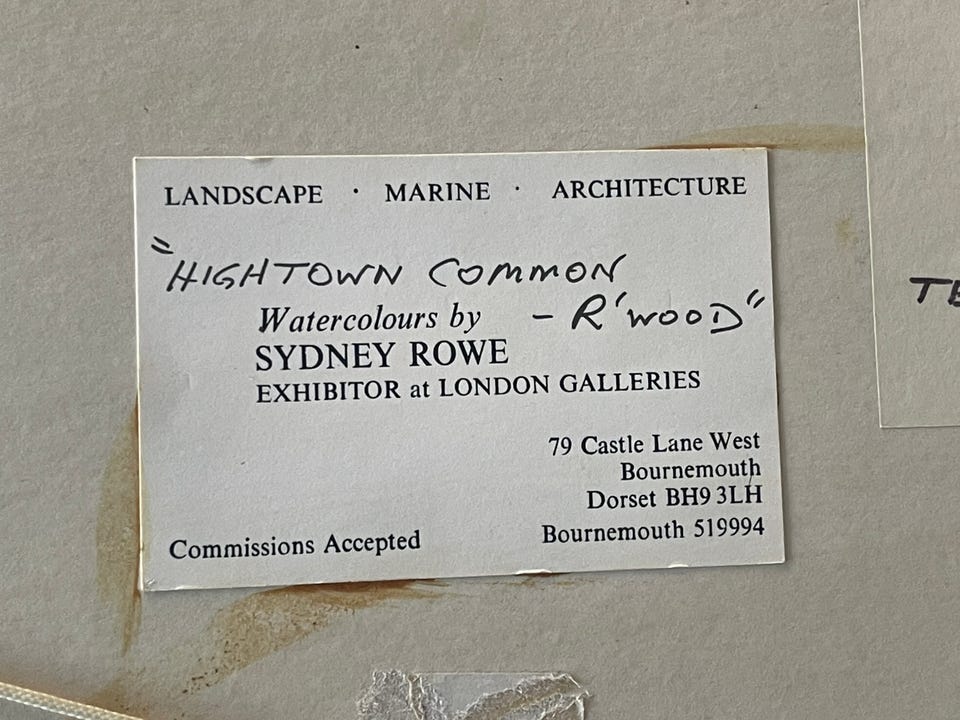 LANDSCAPE · MARINE · ARCHITECTURE
"HIGHTOWN COMMON
Watercolours by - R'WOOD"
SYDNEY ROWE
EXHIBITOR at LONDON GALLERIES
79 Castle Lane West
Bournemouth
Dorset BH9 3LH
Commissions Accepted Bournemouth 519994